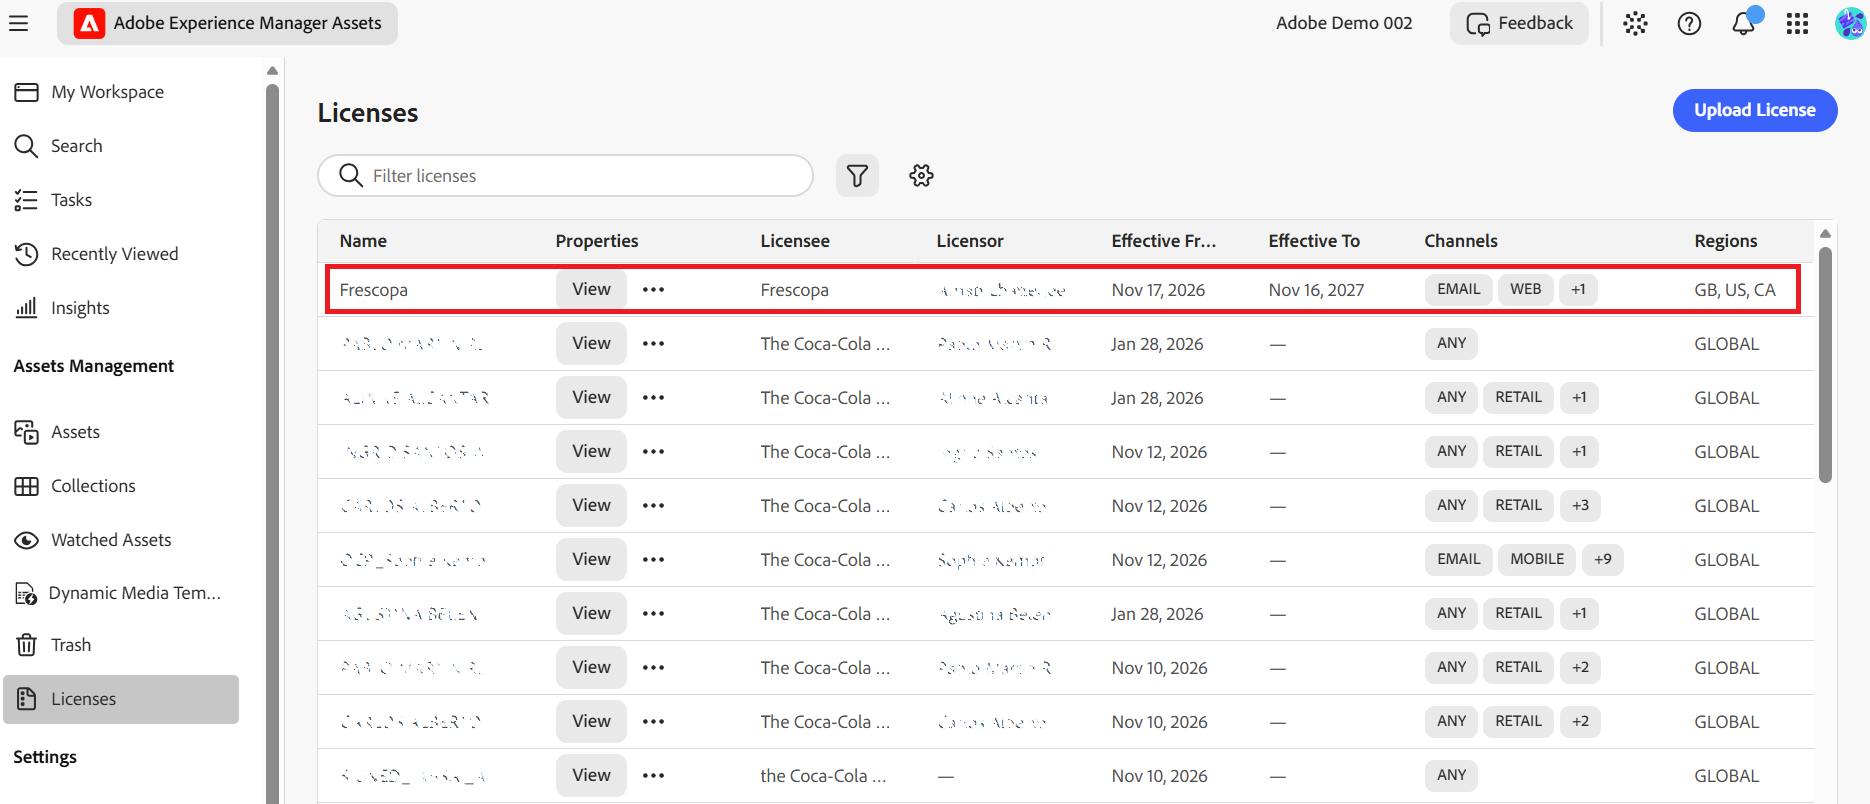 Adobe Experience Manager Assets
Adobe Demo 002
Feedback
My Workspace
Search
Tasks
Recently Viewed
Insights
Assets Management
Assets
Collections
Watched Assets
Dynamic Media Tem...
Trash
Licenses
Settings
Licenses
Upload License
Filter licenses
Name Properties Licensee Licensor Effective Fr... Effective To Channels Regions
Frescopa View ••• Frescopa Nov 17, 2026 Nov 16, 2027 EMAIL WEB +1 GB, US, CA
View ••• The Coca-Cola ... Jan 28, 2026 — ANY GLOBAL
View ••• The Coca-Cola ... Jan 28, 2026 — ANY RETAIL +1 GLOBAL
View ••• The Coca-Cola ... Nov 12, 2026 — ANY RETAIL +1 GLOBAL
View ••• The Coca-Cola ... Nov 12, 2026 — ANY RETAIL +3 GLOBAL
View ••• The Coca-Cola ... Nov 12, 2026 — EMAIL MOBILE +9 GLOBAL
View ••• The Coca-Cola ... Jan 28, 2026 — ANY RETAIL +1 GLOBAL
View ••• The Coca-Cola ... Nov 10, 2026 — ANY RETAIL +2 GLOBAL
View ••• The Coca-Cola ... Nov 10, 2026 — ANY RETAIL +2 GLOBAL
View ••• the Coca-Cola ... — Nov 10, 2026 — ANY GLOBAL